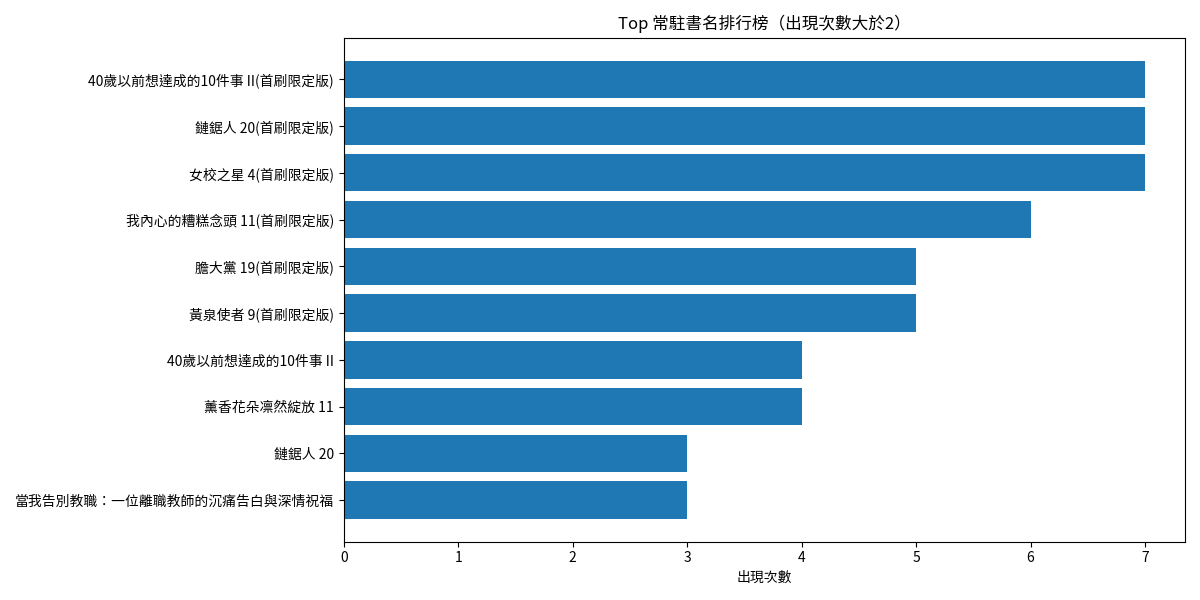 Top 常駐書名排行榜（出現次數大於2）
40歲以前想達成的10件事 II(首刷限定版)
鏈鋸人 20(首刷限定版)
女校之星 4(首刷限定版)
我內心的糟糕念頭 11(首刷限定版)
膽大黨 19(首刷限定版)
黃泉使者 9(首刷限定版)
40歲以前想達成的10件事 II
薰香花朵凛然綻放 11
鏈鋸人 20
當我告別教職：一位離職教師的沉痛告白與深情祝福
0 1 2 3 4 5 6 7
出現次數